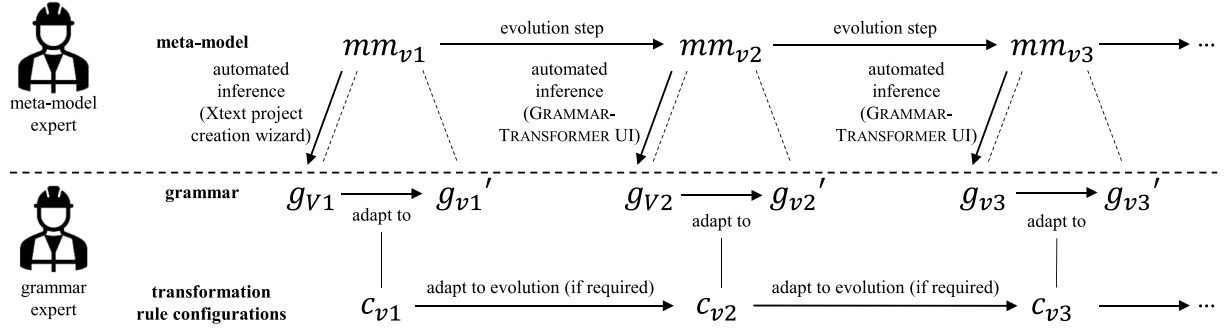 meta-model mm_v1 evolution step mm_v2 evolution step mm_v3 ...
meta-model
expert
automated
inference
(Xtext project
creation wizard)
automated
inference
(GRAMMAR-
TRANSFORMER UI)
automated
inference
(GRAMMAR-
TRANSFORMER UI)
grammar g_V1 g_v1′ g_V2 g_v2′ g_v3 g_v3′
adapt to adapt to adapt to
grammar
expert
transformation
rule configurations
c_v1 adapt to evolution (if required) c_v2 adapt to evolution (if required) c_v3 ...